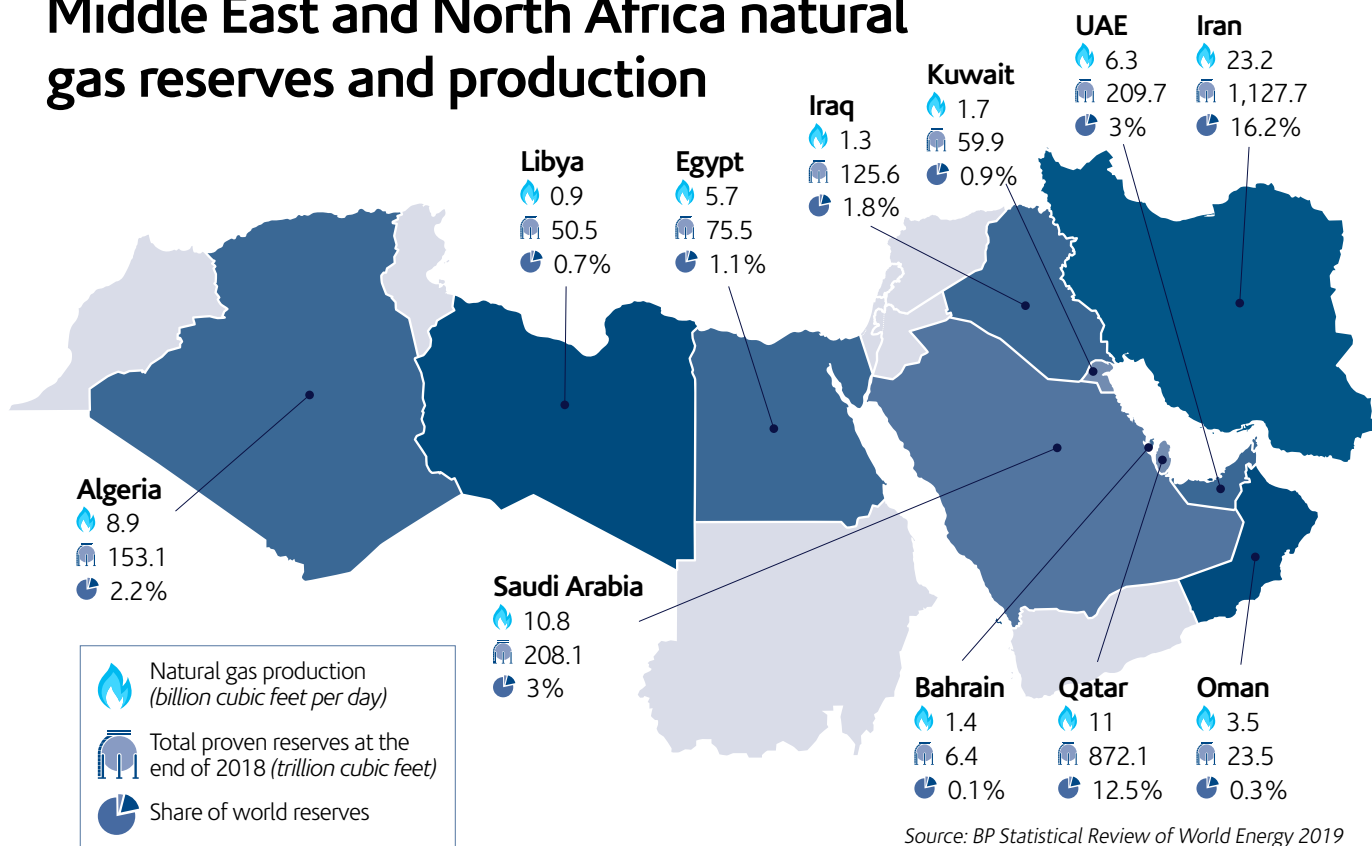 Middle East and North Africa natural
gas reserves and production
UAE
6.3
209.7
3%
Iran
23.2
1,127.7
16.2%
Kuwait
1.7
59.9
0.9%
Iraq
1.3
125.6
1.8%
Libya
0.9
50.5
0.7%
Egypt
5.7
75.5
1.1%
Algeria
8.9
153.1
2.2%
Saudi Arabia
10.8
208.1
3%
Bahrain
1.4
6.4
0.1%
Qatar
11
872.1
12.5%
Oman
3.5
23.5
0.3%
Natural gas production
(billion cubic feet per day)
Total proven reserves at the
end of 2018 (trillion cubic feet)
Share of world reserves
Source: BP Statistical Review of World Energy 2019